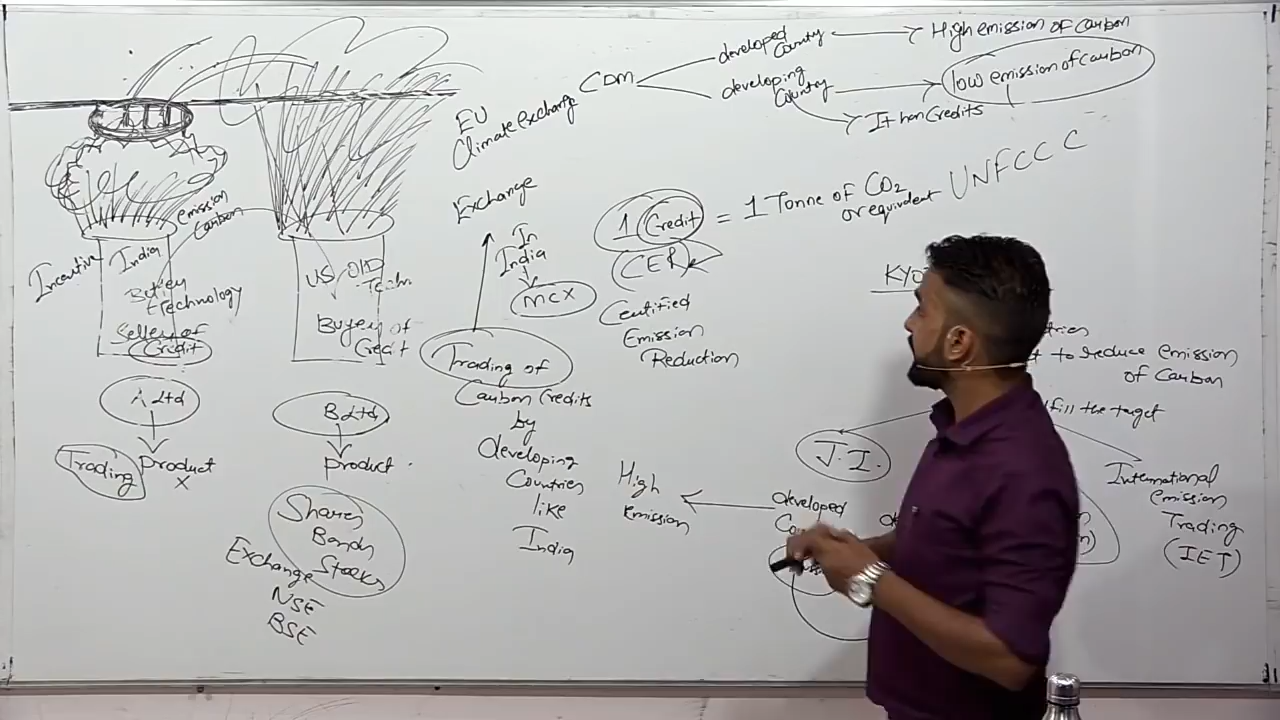 emission
Carbon
Incentive
India
Better
technology
Seller of
Credit
A Ltd
Trading
Product
X
US
OLD
Tech
Buyer of
Credit
B Ltd
Product
Shares
Bonds
Stocks
Exchange
NSE
BSE
EU
Climate exchange
Exchange
In
India
MCX
Trading of
Carbon Credits
by
developing
Countries
like
India
CDM
developed
County
High emission of carbon
developing
Country
low emission of carbon
It han Credits
1 Credit = 1 Tonne of CO2
or equivalent
UNFCC C
(CER)
Certified
Emission
Reduction
KYO
to reduce emission
of Carbon
fill the target
J.I.
High
emission
developed
International
emission
Trading
(IET)